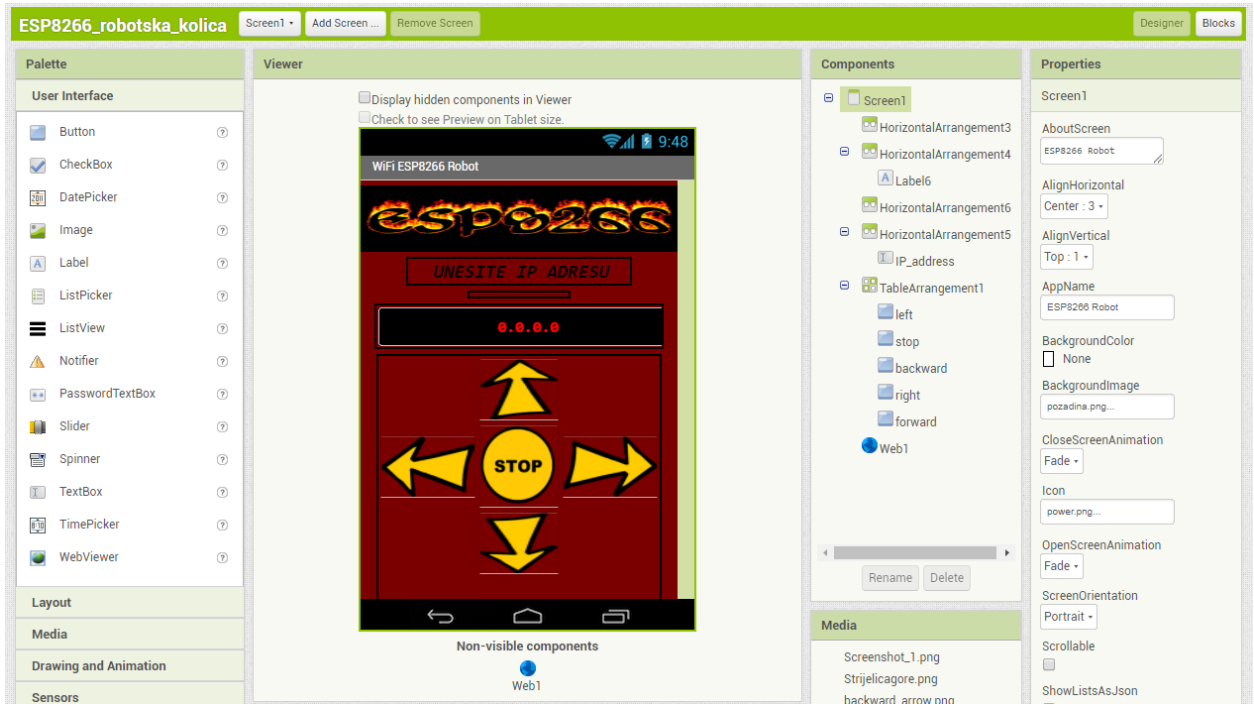 ESP8266_robotska_kolica Screen1 Add Screen ... Remove Screen Designer Blocks
Palette
User Interface
Button
CheckBox
DatePicker
Image
Label
ListPicker
ListView
Notifier
PasswordTextBox
Slider
Spinner
TextBox
TimePicker
WebViewer
Layout
Media
Drawing and Animation
Sensors
Viewer
Display hidden components in Viewer
Check to see Preview on Tablet size.
9:48
WiFi ESP8266 Robot
esp8266
UNESITE IP ADRESU
0.0.0.0
STOP
Non-visible components
Web1
Components
Screen1
HorizontalArrangement3
HorizontalArrangement4
Label6
HorizontalArrangement6
HorizontalArrangement5
IP_address
TableArrangement1
left
stop
backward
right
forward
Web1
Rename Delete
Media
Screenshot_1.png
Strijelicagore.png
backward_arrow.png
Properties
Screen1
AboutScreen
ESP8266 Robot
AlignHorizontal
Center : 3
AlignVertical
Top : 1
AppName
ESP8266 Robot
BackgroundColor
None
BackgroundImage
pozadina.png...
CloseScreenAnimation
Fade
Icon
power.png...
OpenScreenAnimation
Fade
ScreenOrientation
Portrait
Scrollable
ShowListsAsJson